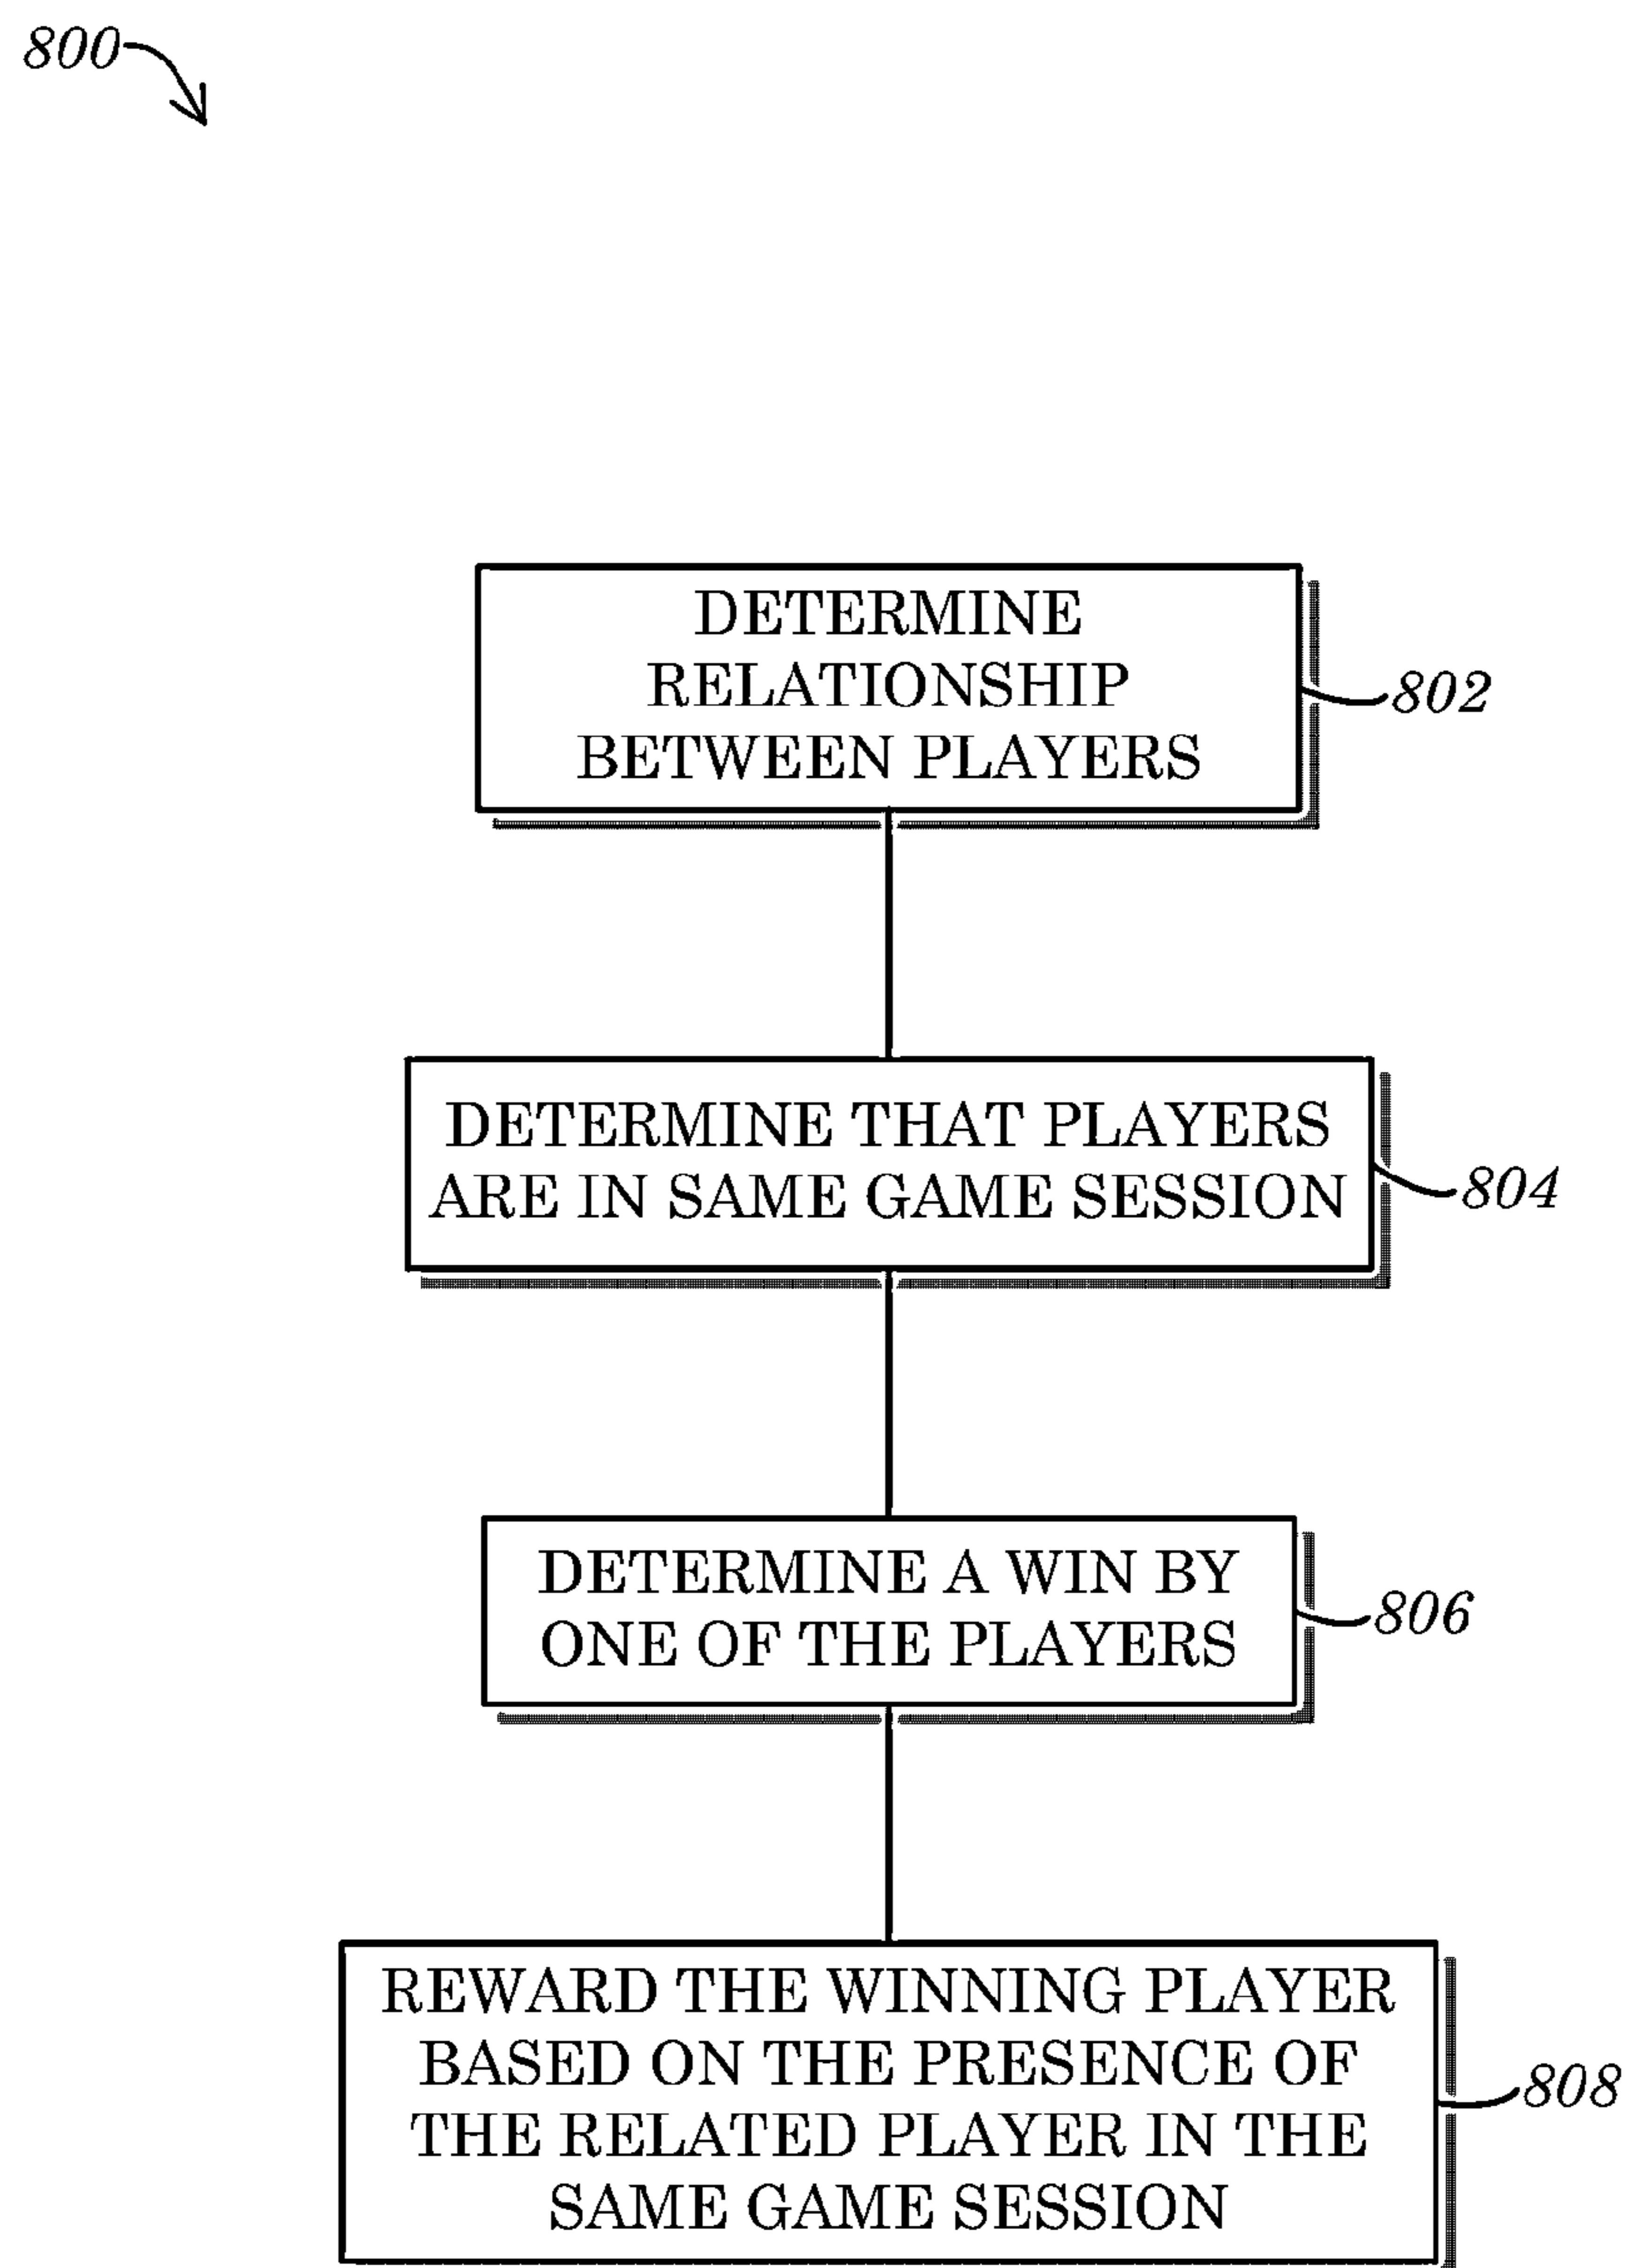 800
DETERMINE
RELATIONSHIP
BETWEEN PLAYERS
802
DETERMINE THAT PLAYERS
ARE IN SAME GAME SESSION
804
DETERMINE A WIN BY
ONE OF THE PLAYERS
806
REWARD THE WINNING PLAYER
BASED ON THE PRESENCE OF
THE RELATED PLAYER IN THE
SAME GAME SESSION
808